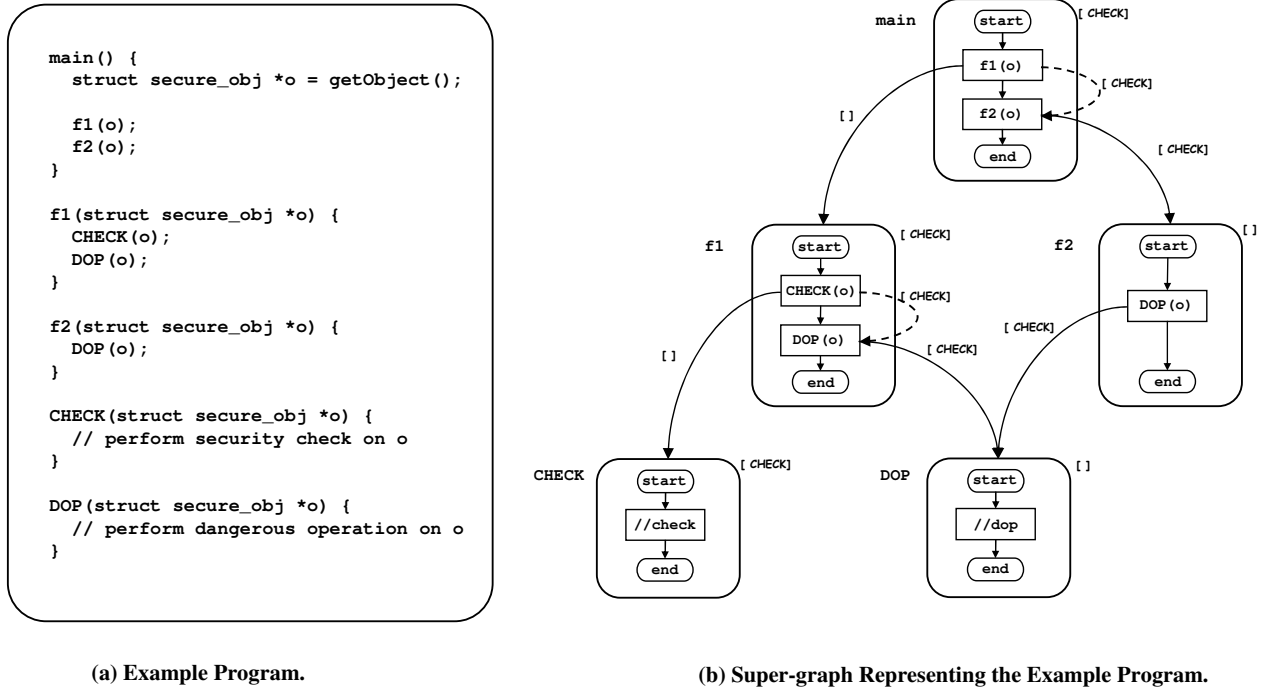 main() {
struct secure_obj *o = getObject();
f1(o);
f2(o);
}
f1(struct secure_obj *o) {
CHECK(o);
DOP(o);
}
f2(struct secure_obj *o) {
DOP(o);
}
CHECK(struct secure_obj *o) {
// perform security check on o
}
DOP(struct secure_obj *o) {
// perform dangerous operation on o
}
(a) Example Program.
main
start
[ CHECK]
f1(o)
[ CHECK]
f2(o)
[ ]
end
[ CHECK]
f1
start
[ CHECK]
CHECK(o)
[ CHECK]
DOP(o)
[ ]
[ CHECK]
end
f2
start
[ ]
DOP(o)
[ CHECK]
end
CHECK
start
[ CHECK]
//check
end
DOP
start
[ ]
//dop
end
(b) Super-graph Representing the Example Program.